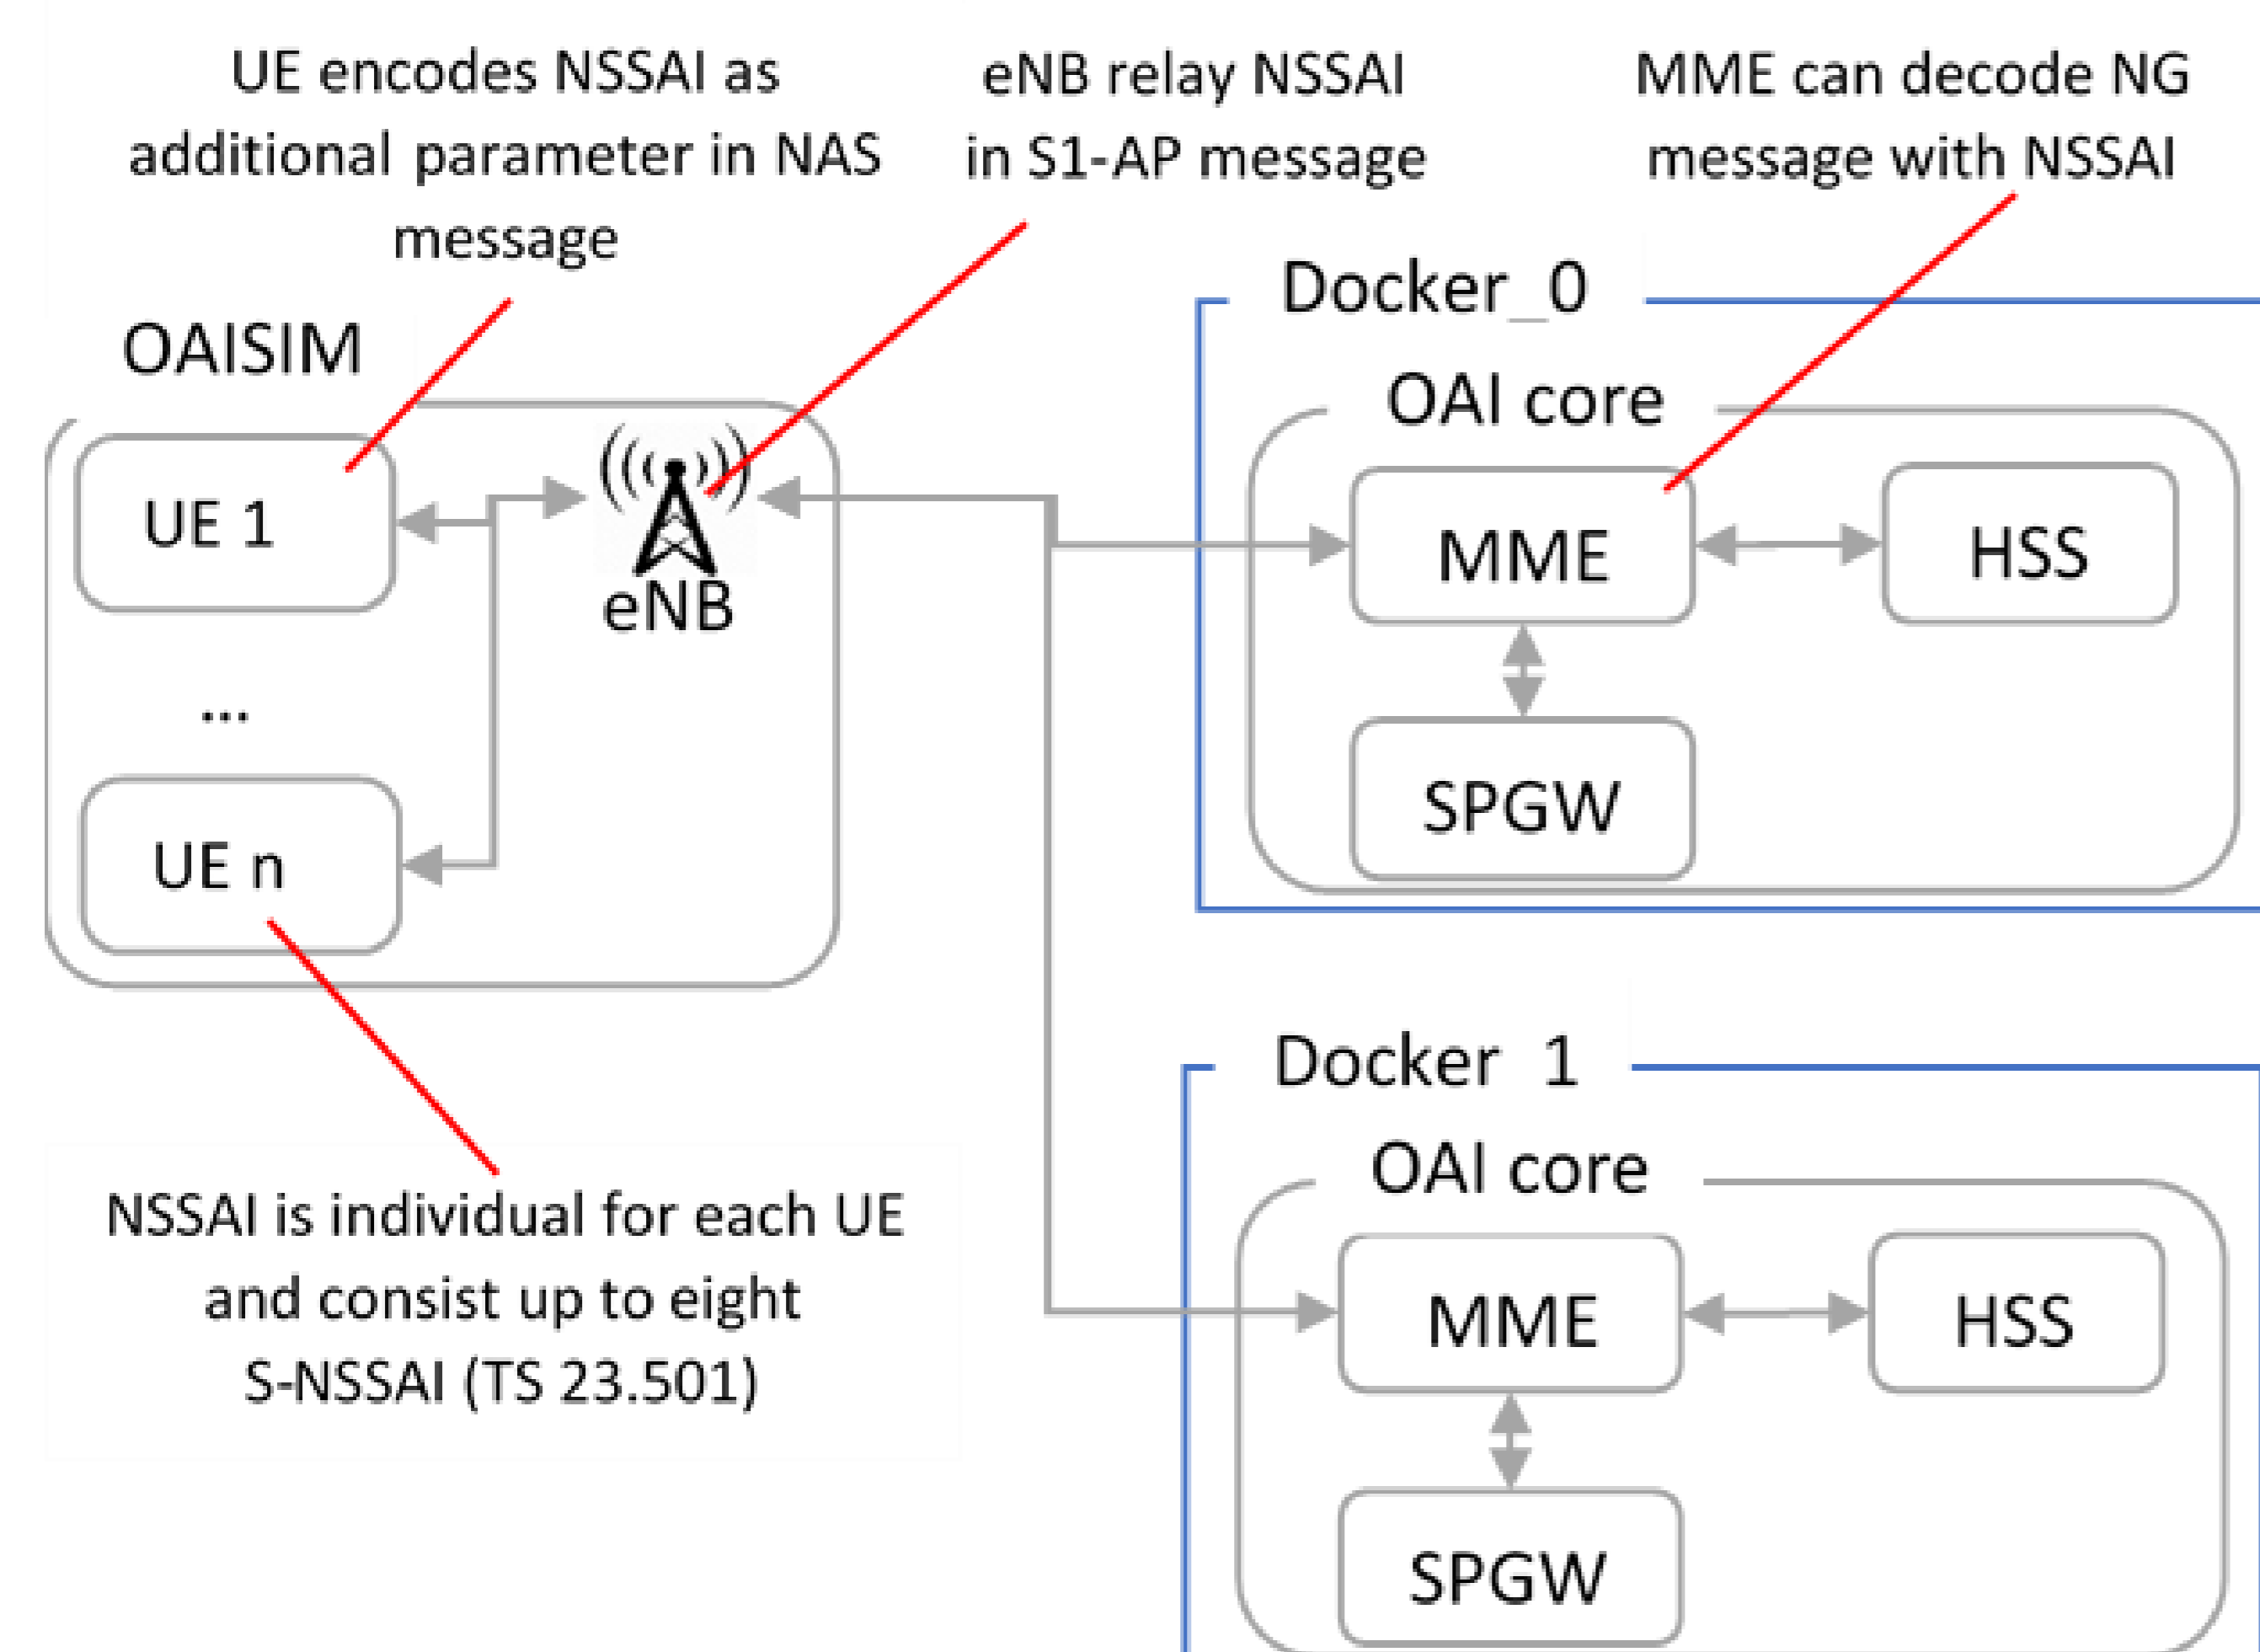 UE encodes NSSAI as
additional parameter in NAS
message
eNB relay NSSAI
in S1-AP message
MME can decode NG
message with NSSAI
OAISIM
UE 1
...
UE n
eNB
NSSAI is individual for each UE
and consist up to eight
S-NSSAI (TS 23.501)
Docker_0
OAI core
MME
HSS
SPGW
Docker 1
OAI core
MME
HSS
SPGW